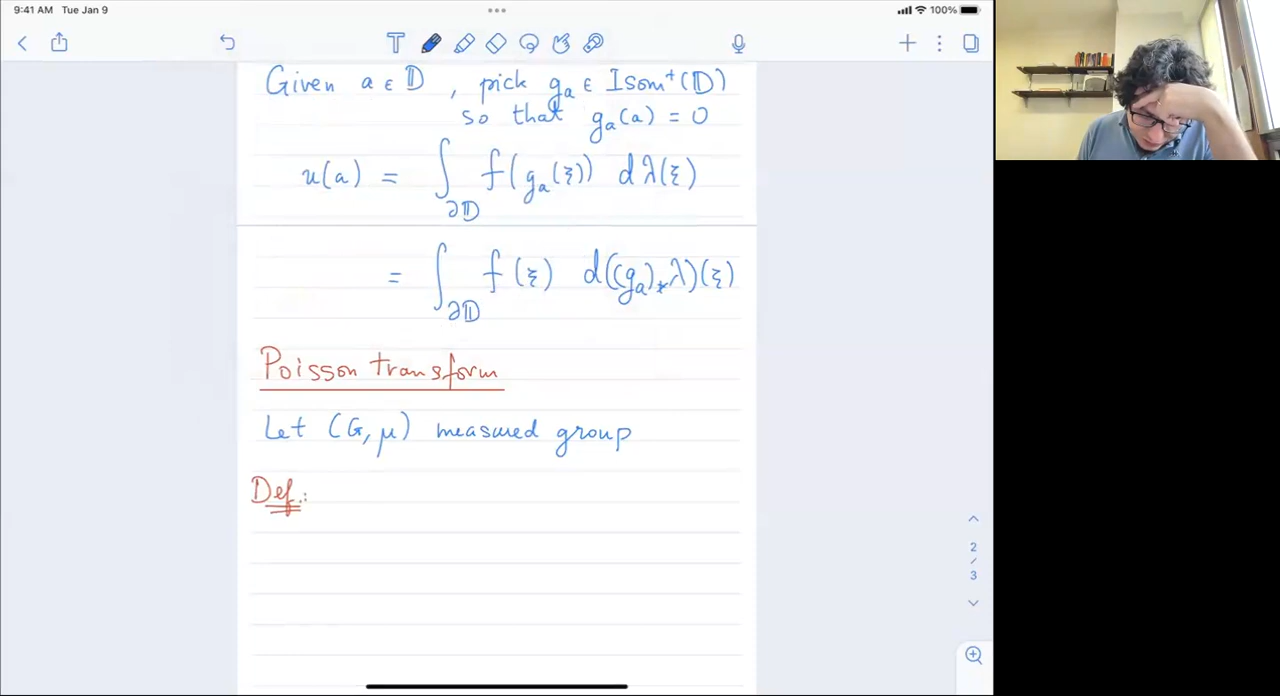 9:41 AM Tue Jan 9
100%
Given a ∈ 𝔻, pick gₐ ∈ Isom⁺(𝔻)
so that gₐ(a) = 0
u(a) = ∫_∂𝔻 f(gₐ(ξ)) dλ(ξ)
= ∫_∂𝔻 f(ξ) d((gₐ)_*λ)(ξ)
Poisson transform
Let (G, μ) measured group
Def.:
2
/
3